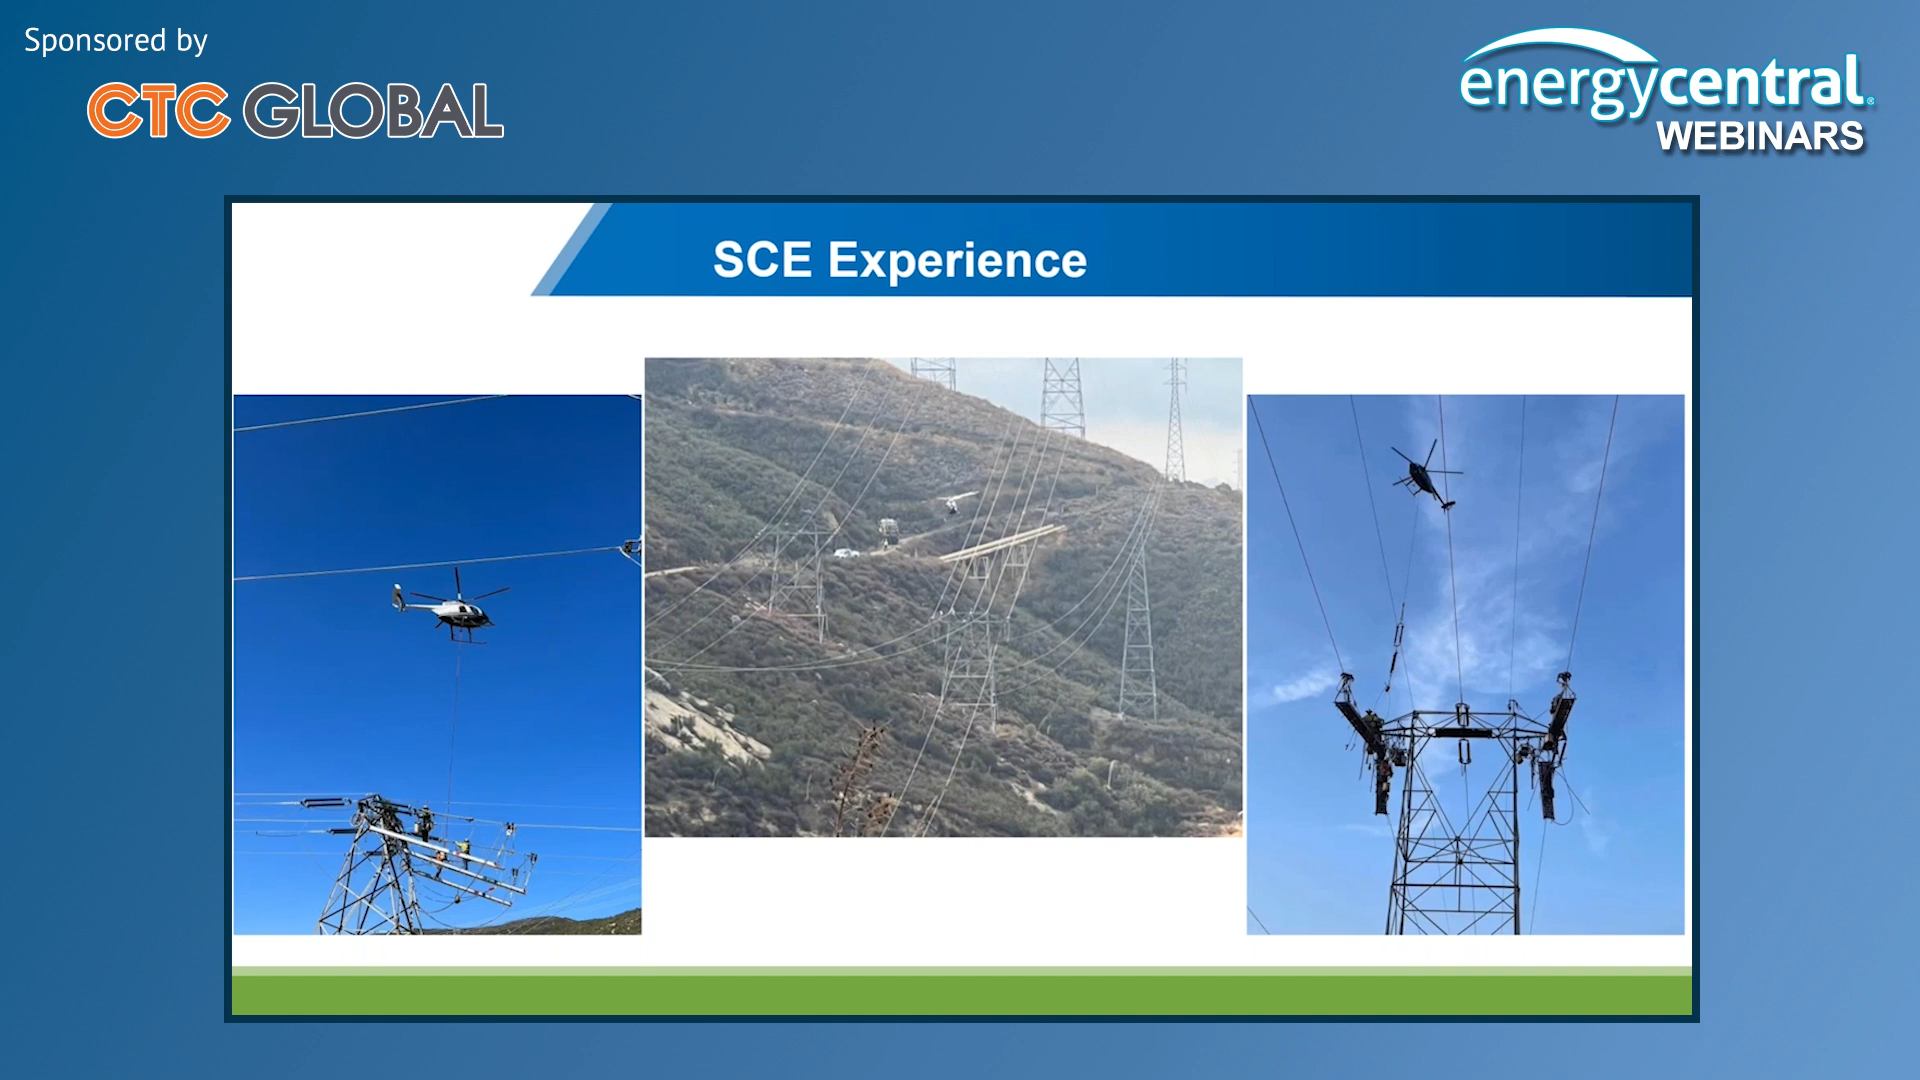 Sponsored by
CTC GLOBAL
energycentral®
WEBINARS
SCE Experience